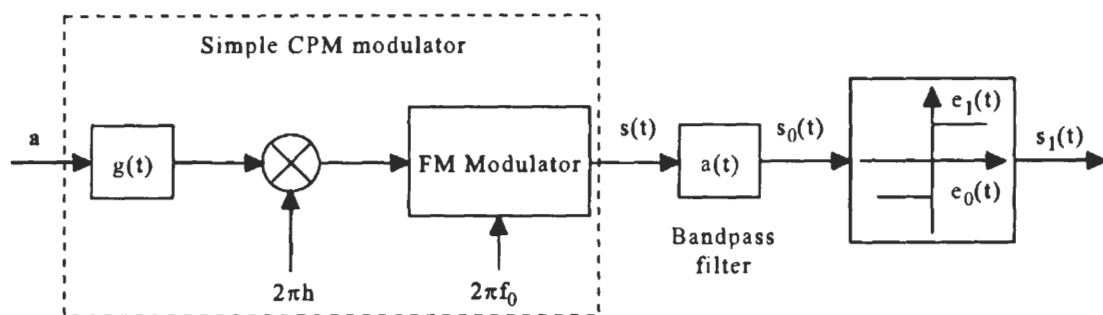 Simple CPM modulator
a
g(t)
FM Modulator
s(t)
a(t)
s₀(t)
e₁(t)
e₀(t)
s₁(t)
Bandpass
filter
2πh
2πf₀